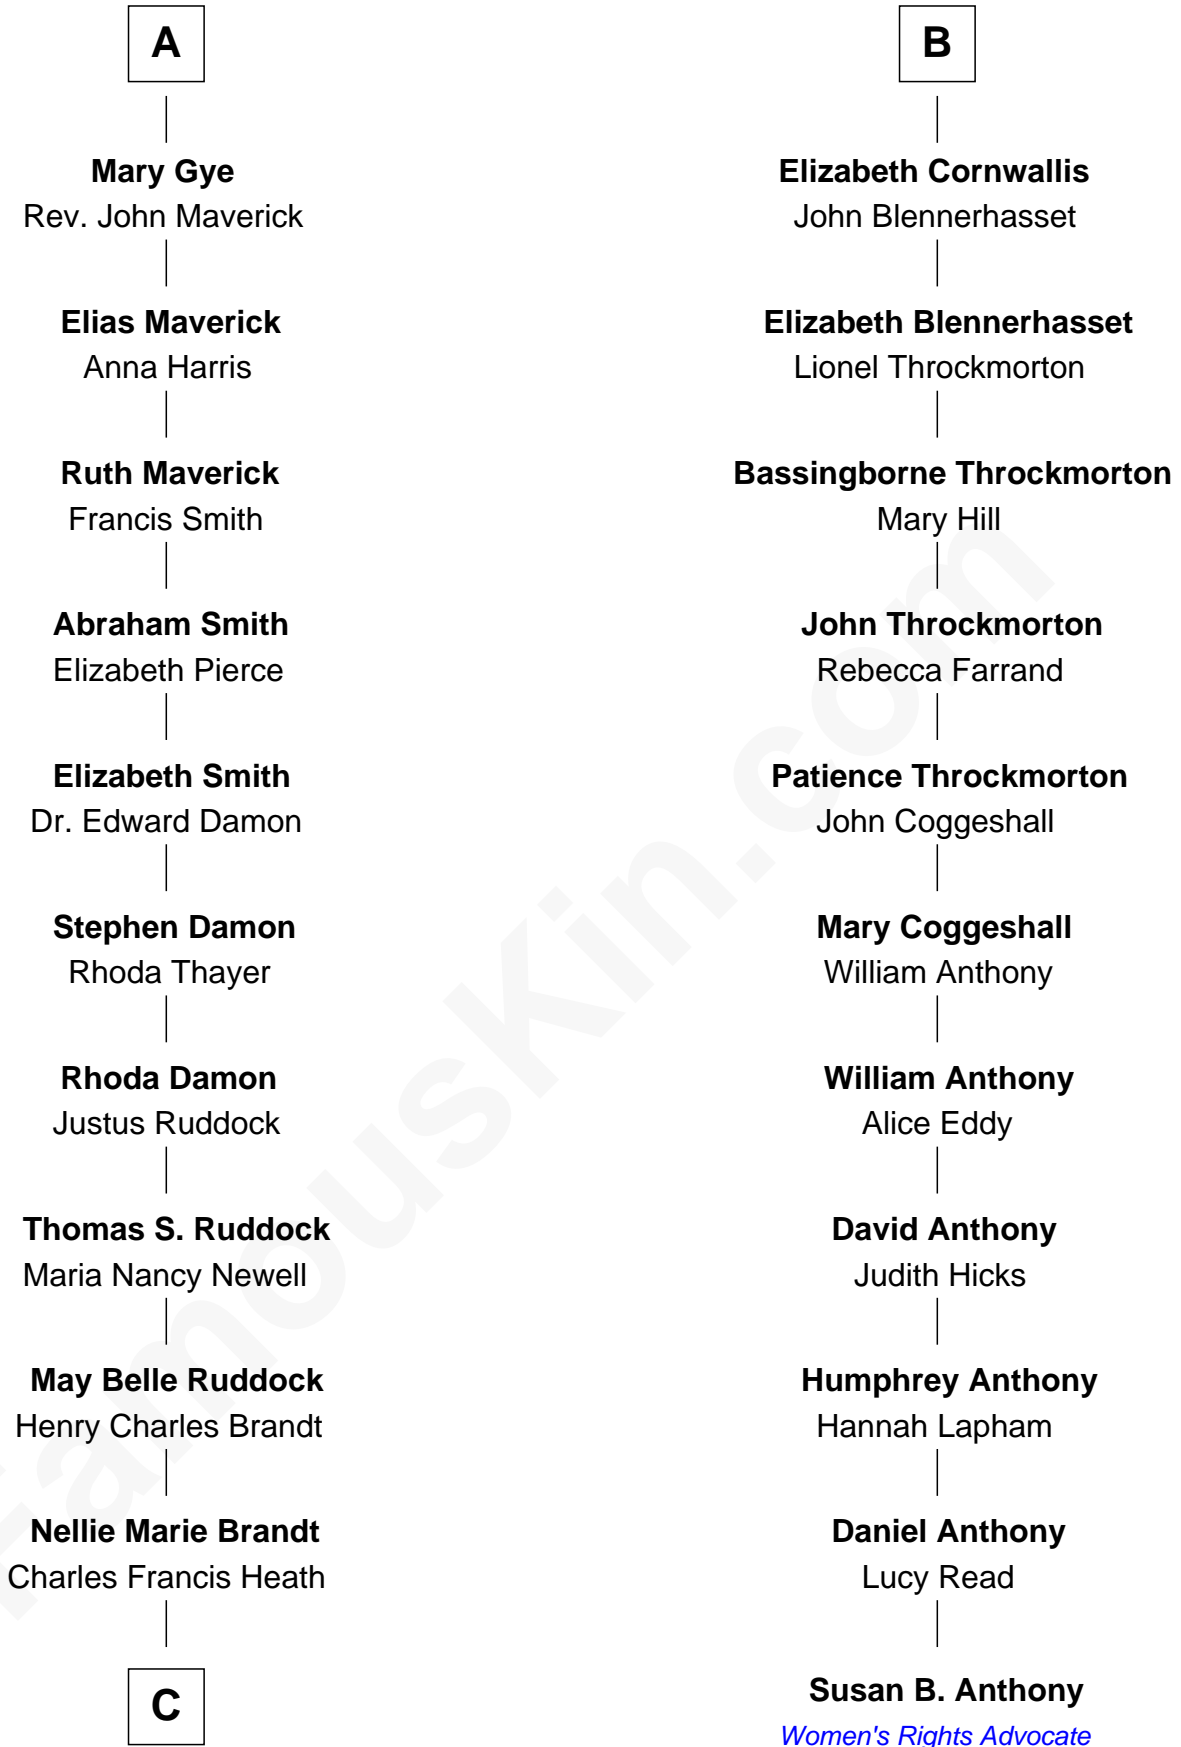 A
Mary Gye
Rev. John Maverick
Elias Maverick
Anna Harris
Ruth Maverick
Francis Smith
Abraham Smith
Elizabeth Pierce
Elizabeth Smith
Dr. Edward Damon
Stephen Damon
Rhoda Thayer
Rhoda Damon
Justus Ruddock
Thomas S. Ruddock
Maria Nancy Newell
May Belle Ruddock
Henry Charles Brandt
Nellie Marie Brandt
Charles Francis Heath
C
B
Elizabeth Cornwallis
John Blennerhasset
Elizabeth Blennerhasset
Lionel Throckmorton
Bassingborne Throckmorton
Mary Hill
John Throckmorton
Rebecca Farrand
Patience Throckmorton
John Coggeshall
Mary Coggeshall
William Anthony
William Anthony
Alice Eddy
David Anthony
Judith Hicks
Humphrey Anthony
Hannah Lapham
Daniel Anthony
Lucy Read
Susan B. Anthony
Women's Rights Advocate
FamousKin.com